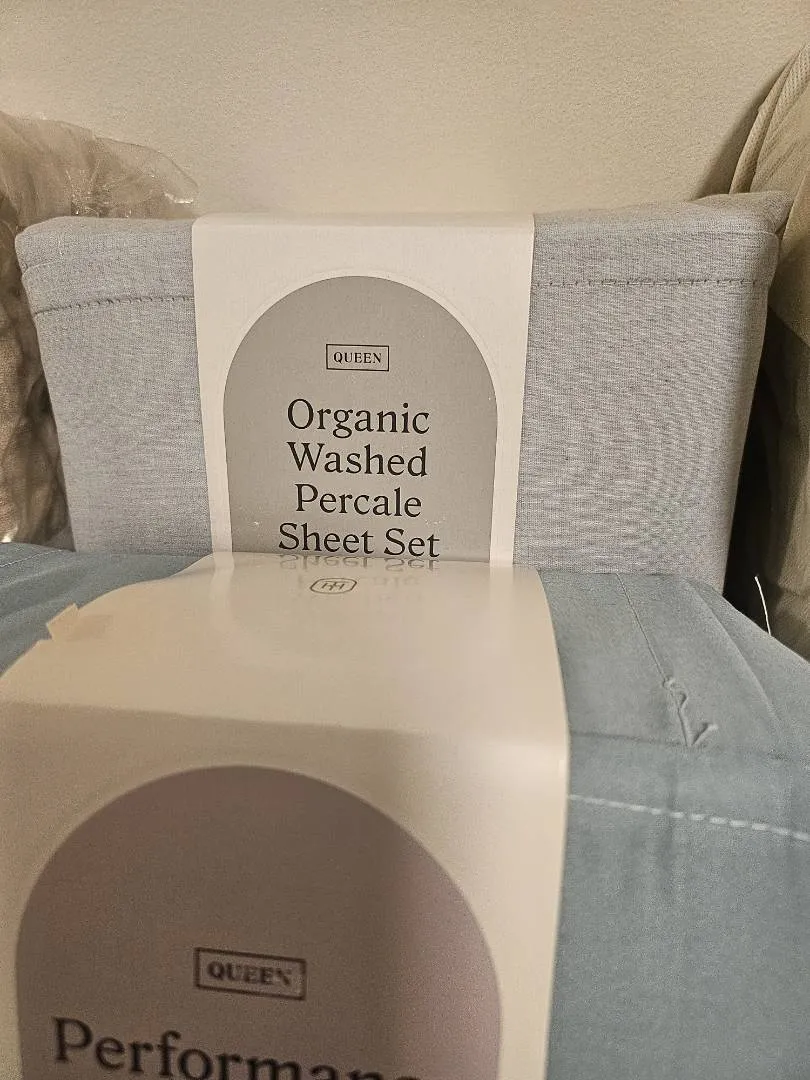 QUEEN
Organic
Washed
Percale
Sheet Set
QUEEN